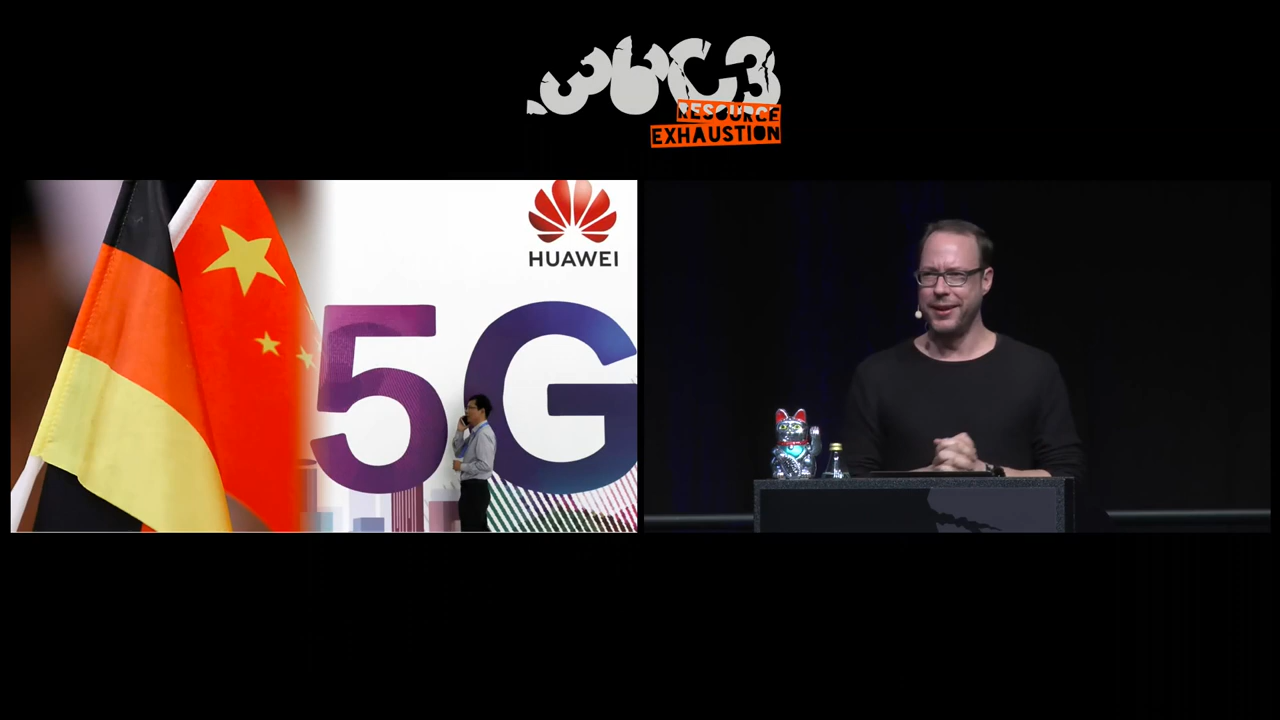 36C3
RESOURCE
EXHAUSTION
HUAWEI
5G